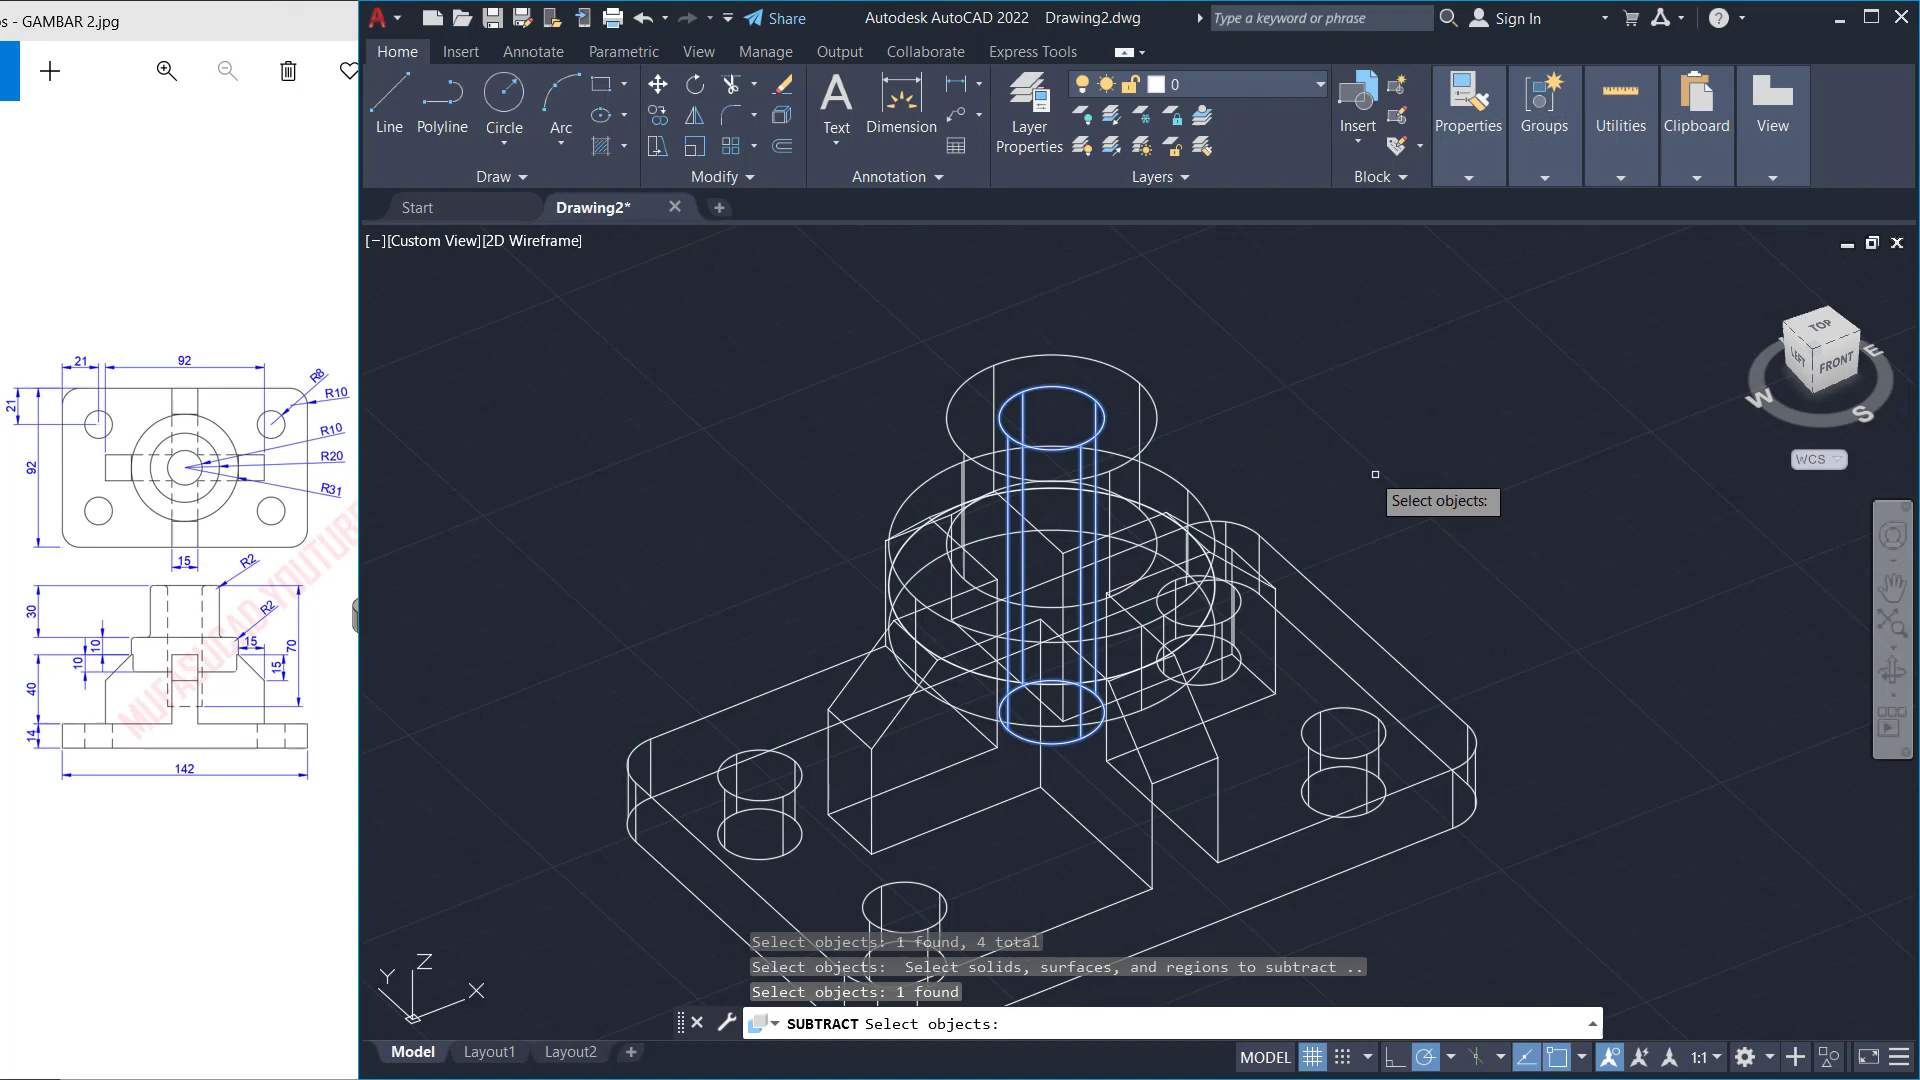 s - GAMBAR 2.jpg
Share
Autodesk AutoCAD 2022 Drawing2.dwg
Type a keyword or phrase
Sign In
Home Insert Annotate Parametric View Manage Output Collaborate Express Tools
0
Line Polyline Circle Arc
Text Dimension
Layer Properties
Insert
Properties Groups Utilities Clipboard View
Draw Modify Annotation Layers Block
Start Drawing2*
[−][Custom View][2D Wireframe]
TOP
LEFT FRONT
E
W S
WCS
21 92
R8
R10
21
R10
92
R20
R31
15
R2
30
R2
10
15
70
10
15
40
14
142
MUFASUCAD YOUTUBE
Select objects:
Z
Y
X
Select objects: 1 found, 4 total
Select objects:  Select solids, surfaces, and regions to subtract ..
Select objects: 1 found
SUBTRACT Select objects:
Model Layout1 Layout2
MODEL 1:1